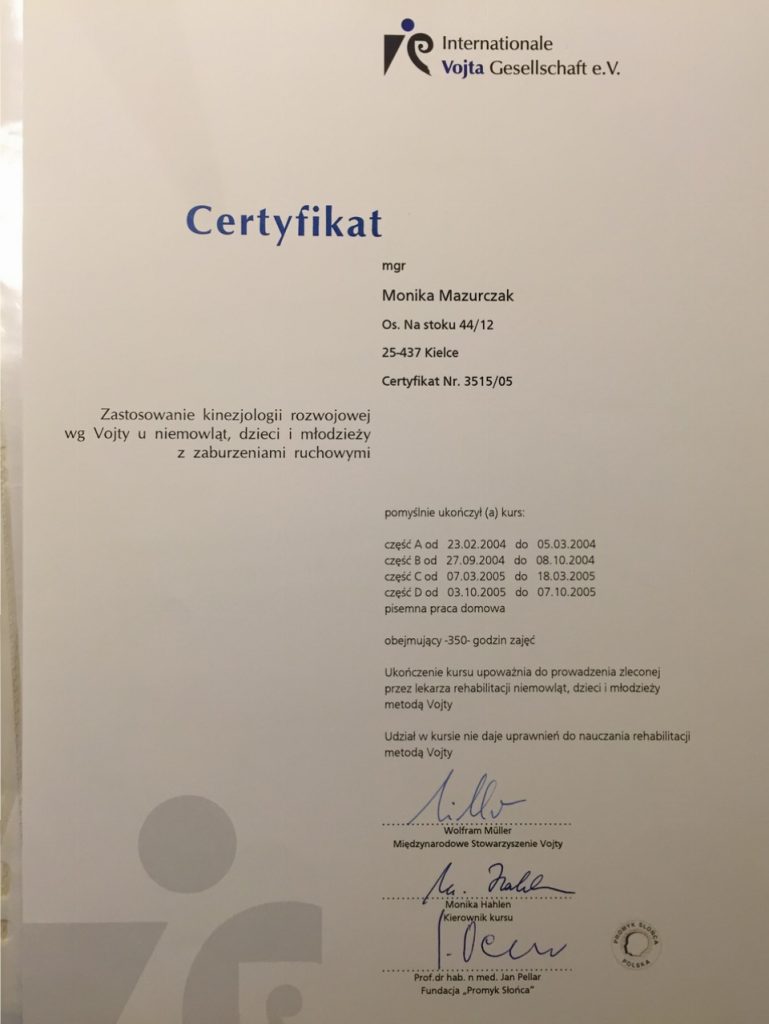 Internationale
Vojta Gesellschaft e.V.
Certyfikat
mgr
Monika Mazurczak
Os. Na stoku 44/12
25-437 Kielce
Certyfikat Nr. 3515/05
Zastosowanie kinezjologii rozwojowej
wg Vojty u niemowląt, dzieci i młodzieży
z zaburzeniami ruchowymi
pomyślnie ukończył (a) kurs:
część A od 23.02.2004 do 05.03.2004
część B od 27.09.2004 do 08.10.2004
część C od 07.03.2005 do 18.03.2005
część D od 03.10.2005 do 07.10.2005
pisemna praca domowa
obejmujący -350- godzin zajęć
Ukończenie kursu upoważnia do prowadzenia zleconej
przez lekarza rehabilitacji niemowląt, dzieci i młodzieży
metodą Vojty
Udział w kursie nie daje uprawnień do nauczania rehabilitacji
metodą Vojty
Wolfram Müller
Międzynarodowe Stowarzyszenie Vojty
M. Hahlen
Monika Hahlen
Kierownik kursu
Prof.dr hab. n med. Jan Pellar
Fundacja „Promyk Słońca"
PROMYK SŁOŃCA
POLSKA